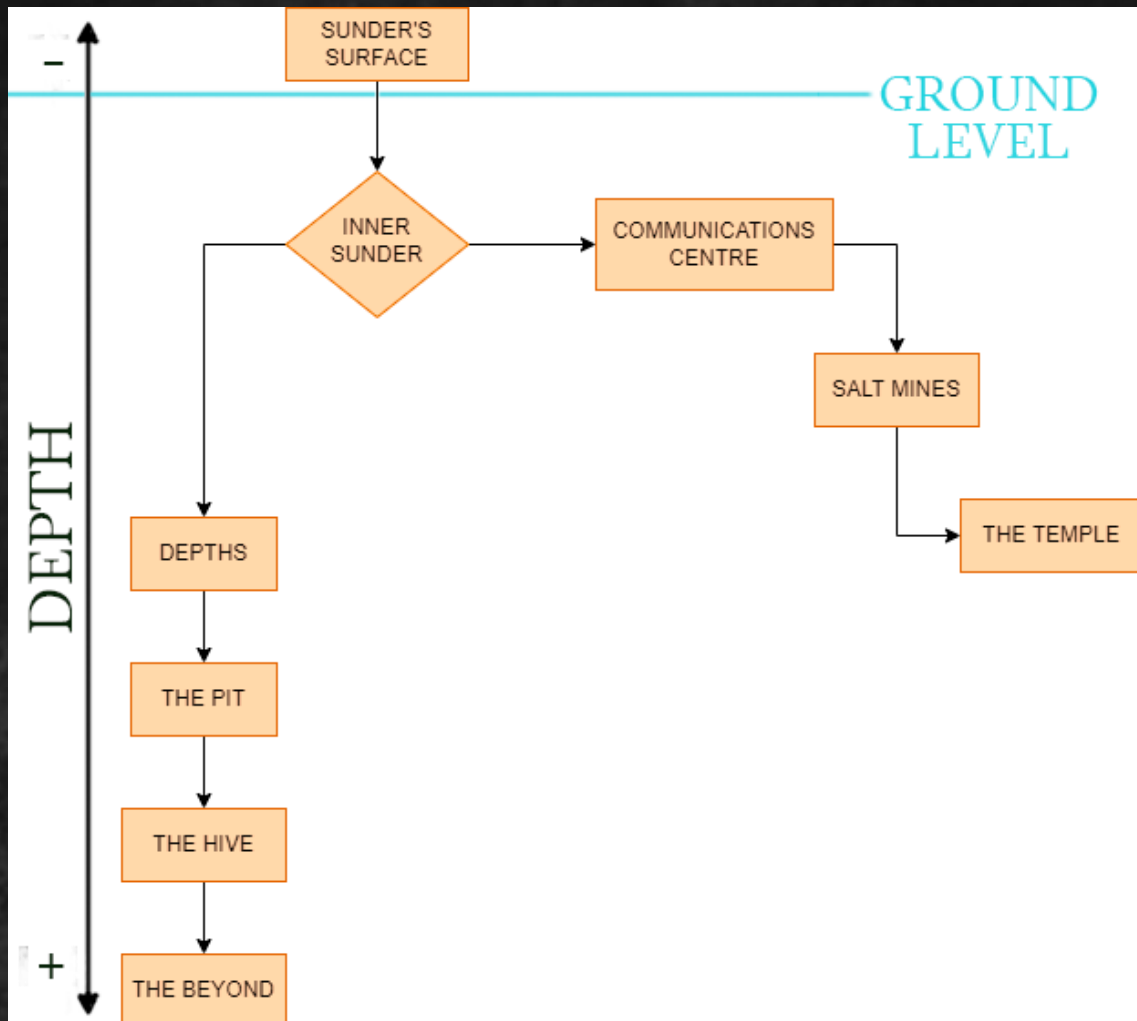 SUNDER'S
SURFACE
−
GROUND
LEVEL
INNER
SUNDER
COMMUNICATIONS
CENTRE
SALT MINES
DEPTH
DEPTHS
THE TEMPLE
THE PIT
THE HIVE
+
THE BEYOND